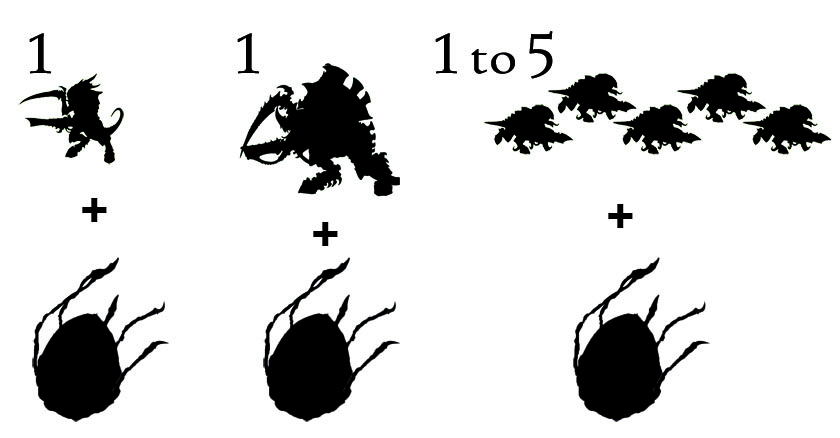 1 1 1 to 5
+ + +